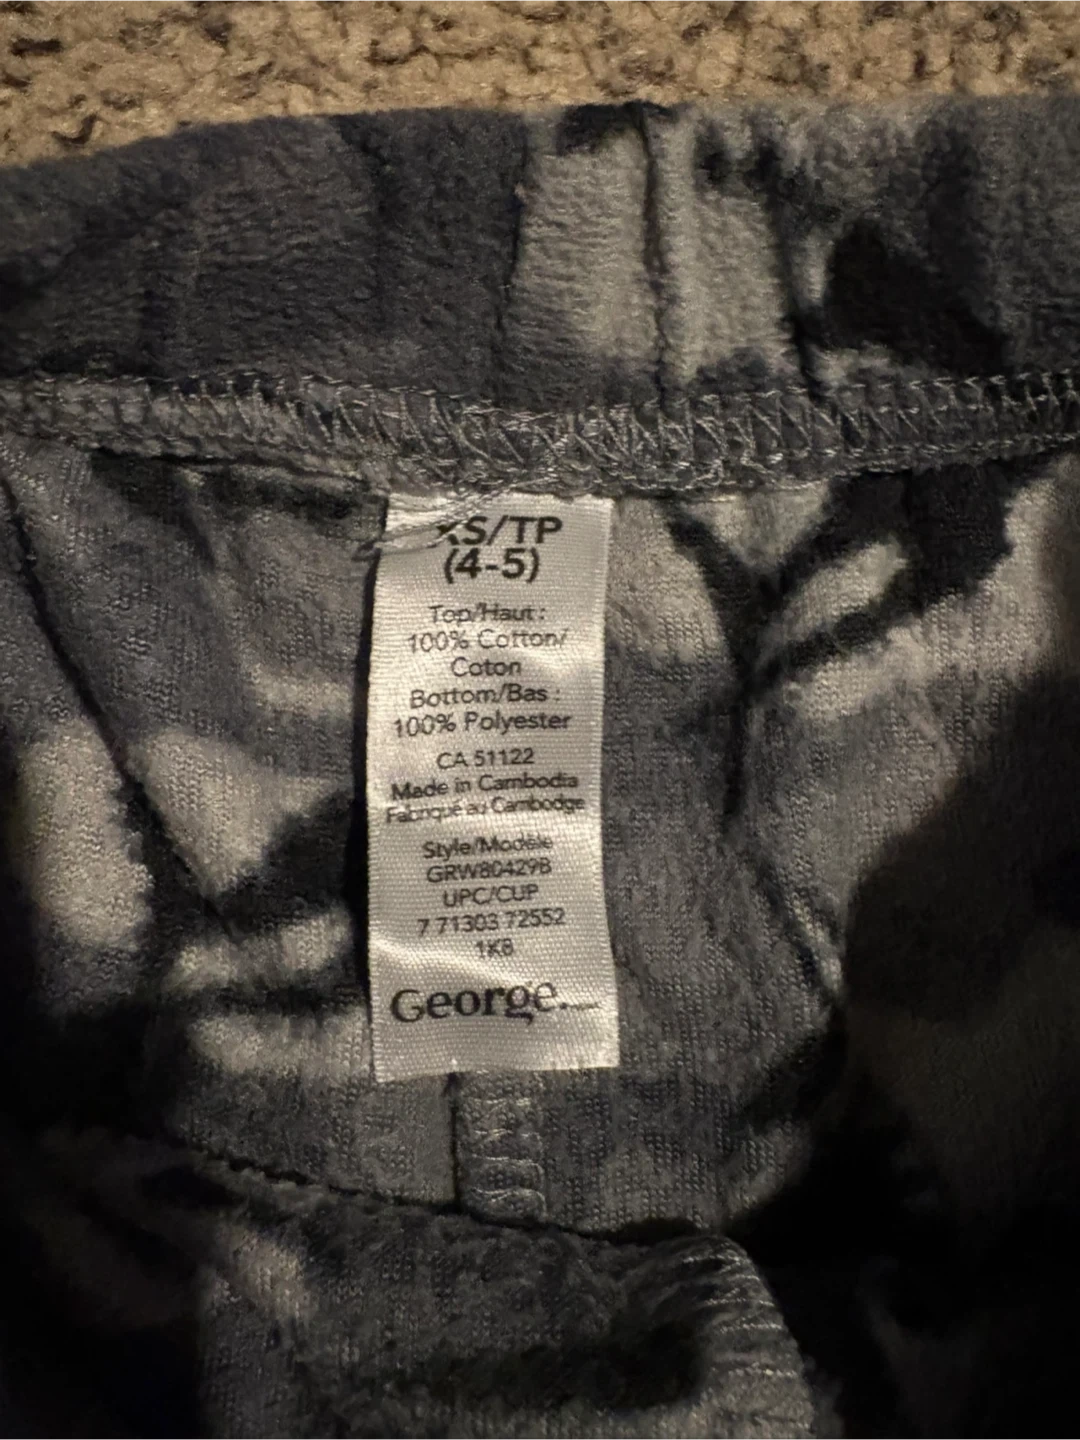 XS/TP
(4-5)
Top/Haut :
100% Cotton/
Coton
Bottom/Bas :
100% Polyester
CA 51122
Made in Cambodia
Fabriqué au Cambodge
Style/Modèle
GRW80429B
UPC/CUP
7 71303 72552
1K8
George.